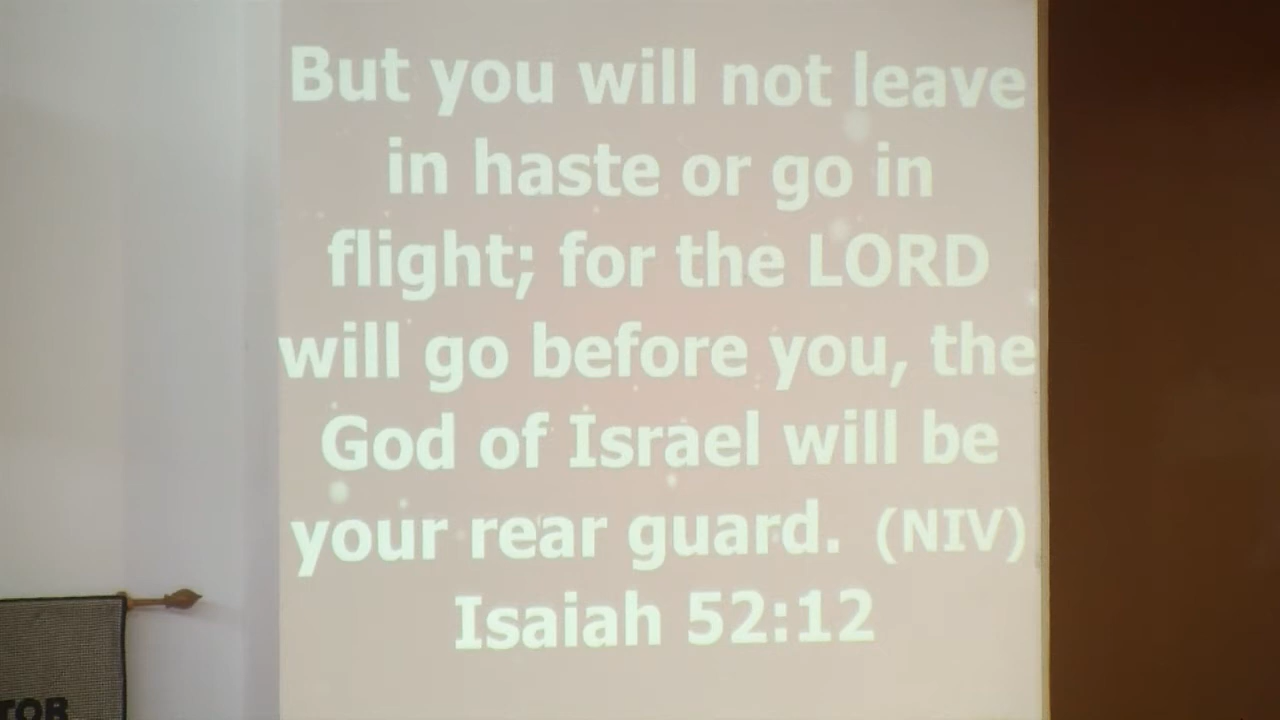 But you will not leave
in haste or go in
flight; for the LORD
will go before you, the
God of Israel will be
your rear guard. (NIV)
Isaiah 52:12
TOR